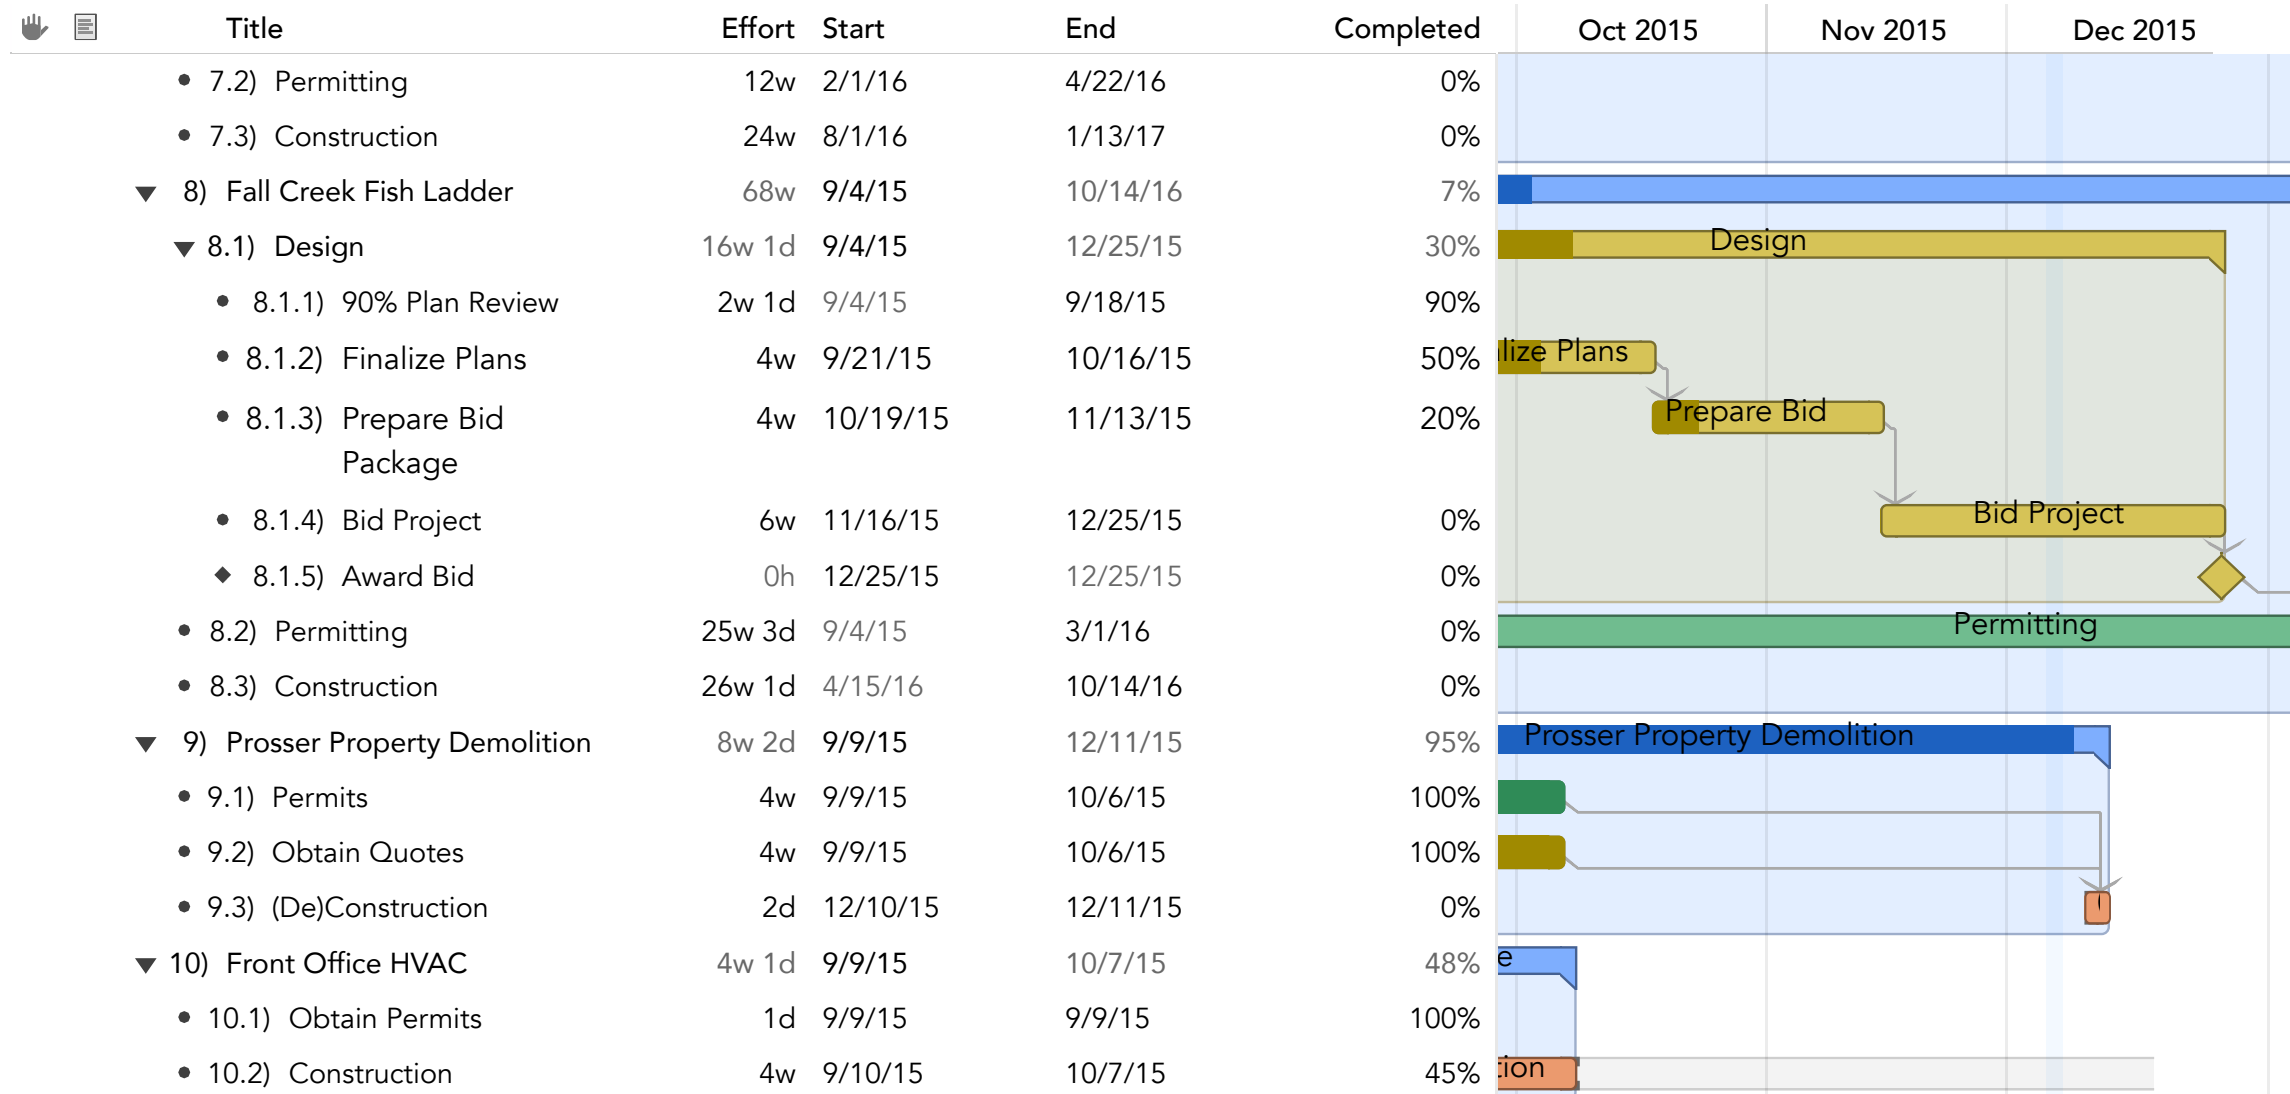 Title Effort Start End Completed Oct 2015 Nov 2015 Dec 2015
7.2) Permitting 12w 2/1/16 4/22/16 0%
7.3) Construction 24w 8/1/16 1/13/17 0%
8) Fall Creek Fish Ladder 68w 9/4/15 10/14/16 7%
8.1) Design 16w 1d 9/4/15 12/25/15 30% Design
8.1.1) 90% Plan Review 2w 1d 9/4/15 9/18/15 90%
8.1.2) Finalize Plans 4w 9/21/15 10/16/15 50% lize Plans
8.1.3) Prepare Bid 4w 10/19/15 11/13/15 20% Prepare Bid
Package
8.1.4) Bid Project 6w 11/16/15 12/25/15 0% Bid Project
8.1.5) Award Bid 0h 12/25/15 12/25/15 0%
8.2) Permitting 25w 3d 9/4/15 3/1/16 0% Permitting
8.3) Construction 26w 1d 4/15/16 10/14/16 0%
9) Prosser Property Demolition 8w 2d 9/9/15 12/11/15 95% Prosser Property Demolition
9.1) Permits 4w 9/9/15 10/6/15 100%
9.2) Obtain Quotes 4w 9/9/15 10/6/15 100%
9.3) (De)Construction 2d 12/10/15 12/11/15 0%
10) Front Office HVAC 4w 1d 9/9/15 10/7/15 48% e
10.1) Obtain Permits 1d 9/9/15 9/9/15 100%
10.2) Construction 4w 9/10/15 10/7/15 45% tion